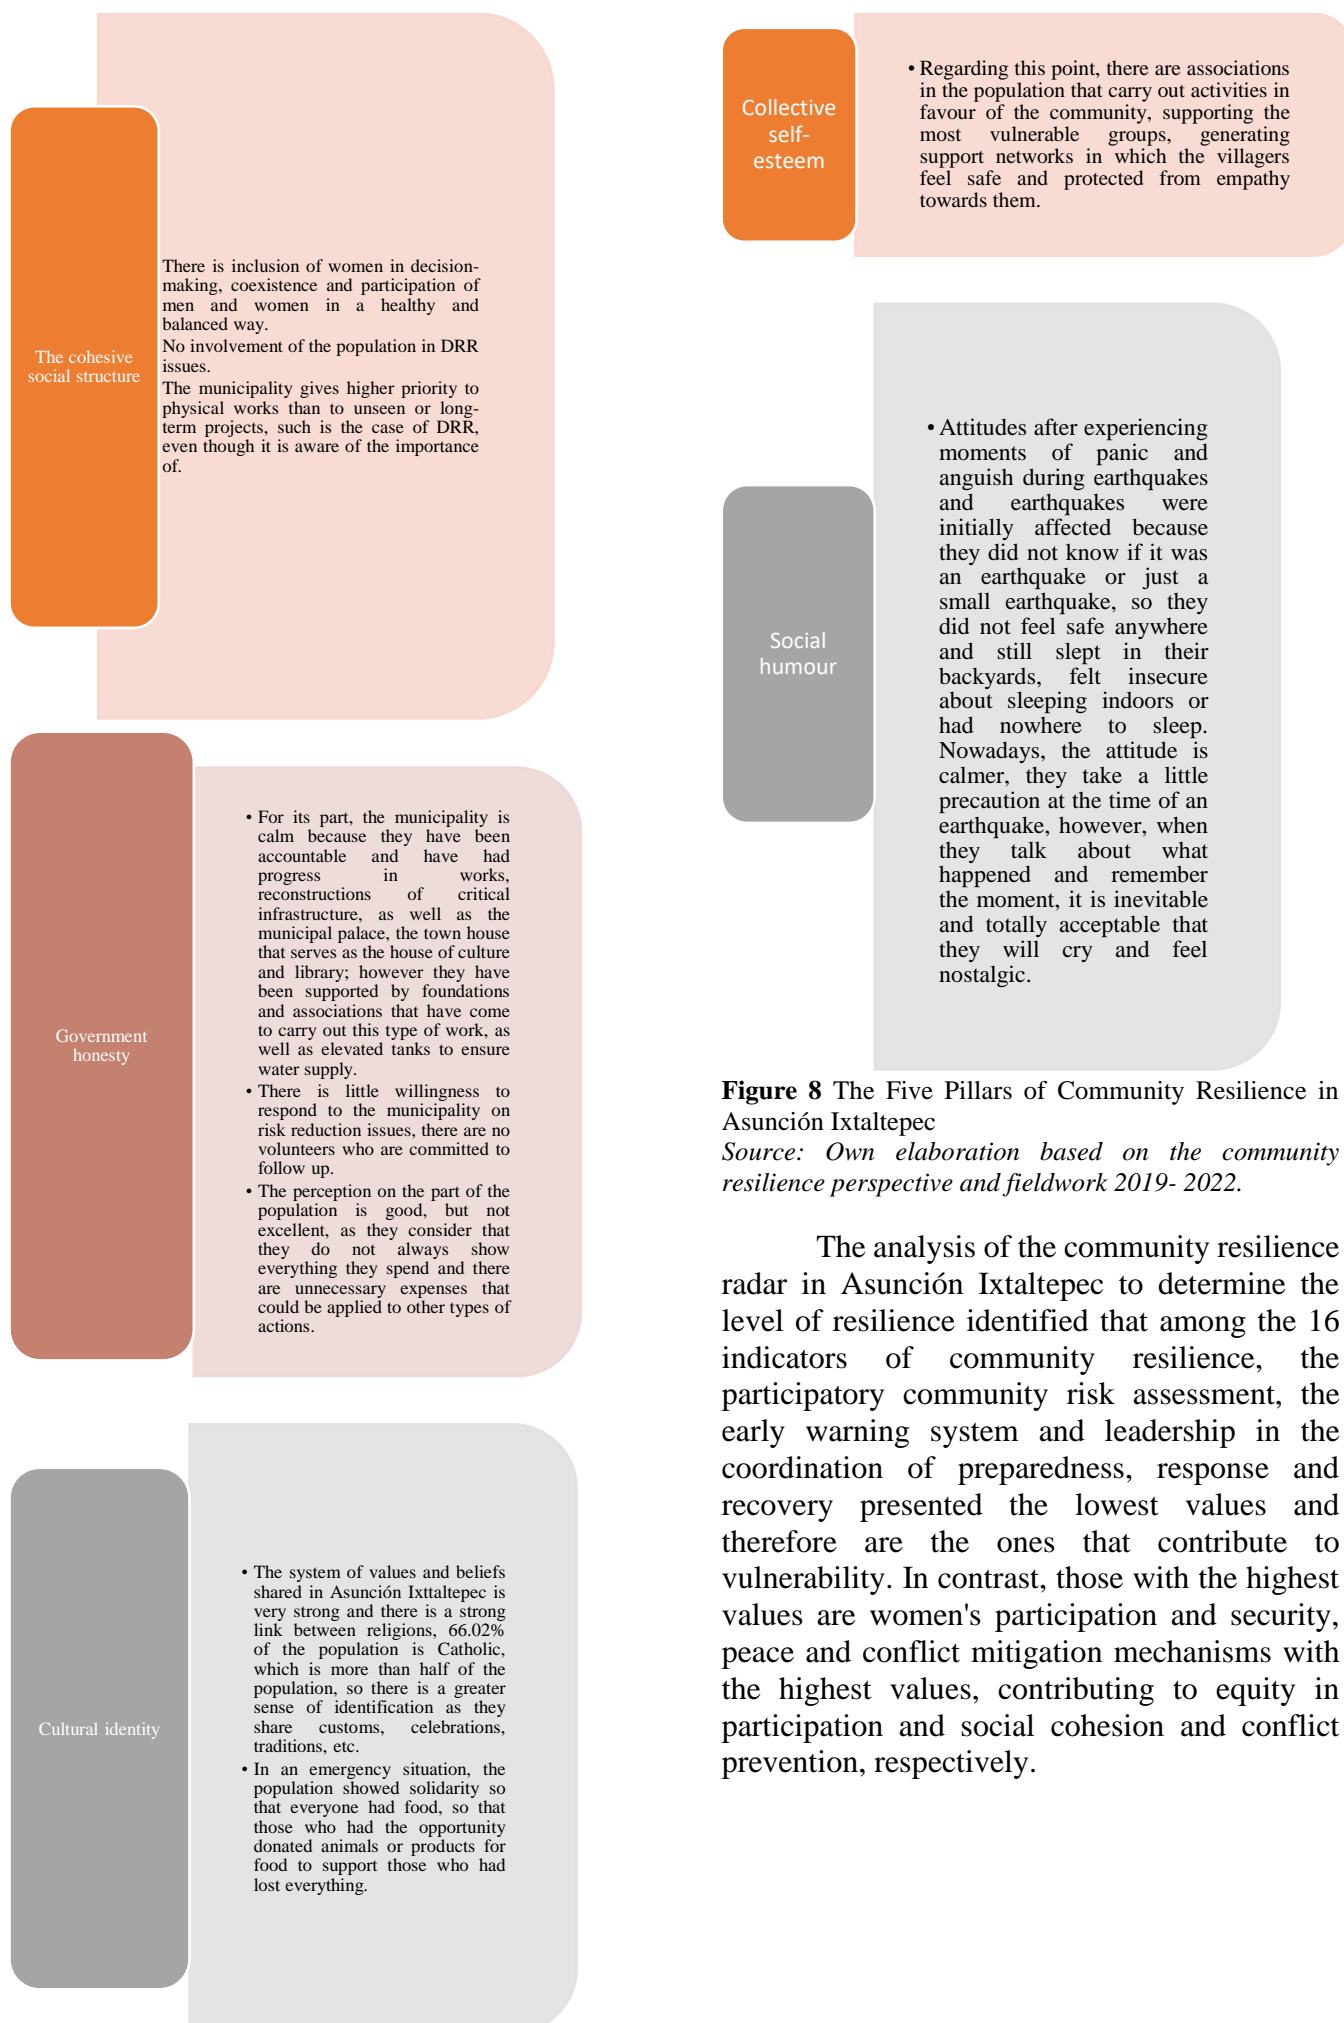 The cohesive
social structure
There is inclusion of women in decision-
making, coexistence and participation of
men and women in a healthy and
balanced way.
No involvement of the population in DRR
issues.
The municipality gives higher priority to
physical works than to unseen or long-
term projects, such is the case of DRR,
even though it is aware of the importance
of.
Government
honesty
• For its part, the municipality is
calm because they have been
accountable and have had
progress in works,
reconstructions of critical
infrastructure, as well as the
municipal palace, the town house
that serves as the house of culture
and library; however they have
been supported by foundations
and associations that have come
to carry out this type of work, as
well as elevated tanks to ensure
water supply.
• There is little willingness to
respond to the municipality on
risk reduction issues, there are no
volunteers who are committed to
follow up.
• The perception on the part of the
population is good, but not
excellent, as they consider that
they do not always show
everything they spend and there
are unnecessary expenses that
could be applied to other types of
actions.
Cultural identity
• The system of values and beliefs
shared in Asunción Ixttaltepec is
very strong and there is a strong
link between religions, 66.02%
of the population is Catholic,
which is more than half of the
population, so there is a greater
sense of identification as they
share customs, celebrations,
traditions, etc.
• In an emergency situation, the
population showed solidarity so
that everyone had food, so that
those who had the opportunity
donated animals or products for
food to support those who had
lost everything.
Collective
self-
esteem
• Regarding this point, there are associations
in the population that carry out activities in
favour of the community, supporting the
most vulnerable groups, generating
support networks in which the villagers
feel safe and protected from empathy
towards them.
Social
humour
• Attitudes after experiencing
moments of panic and
anguish during earthquakes
and earthquakes were
initially affected because
they did not know if it was
an earthquake or just a
small earthquake, so they
did not feel safe anywhere
and still slept in their
backyards, felt insecure
about sleeping indoors or
had nowhere to sleep.
Nowadays, the attitude is
calmer, they take a little
precaution at the time of an
earthquake, however, when
they talk about what
happened and remember
the moment, it is inevitable
and totally acceptable that
they will cry and feel
nostalgic.
Figure 8 The Five Pillars of Community Resilience in
Asunción Ixtaltepec
Source: Own elaboration based on the community
resilience perspective and fieldwork 2019- 2022.
The analysis of the community resilience
radar in Asunción Ixtaltepec to determine the
level of resilience identified that among the 16
indicators of community resilience, the
participatory community risk assessment, the
early warning system and leadership in the
coordination of preparedness, response and
recovery presented the lowest values and
therefore are the ones that contribute to
vulnerability. In contrast, those with the highest
values are women's participation and security,
peace and conflict mitigation mechanisms with
the highest values, contributing to equity in
participation and social cohesion and conflict
prevention, respectively.